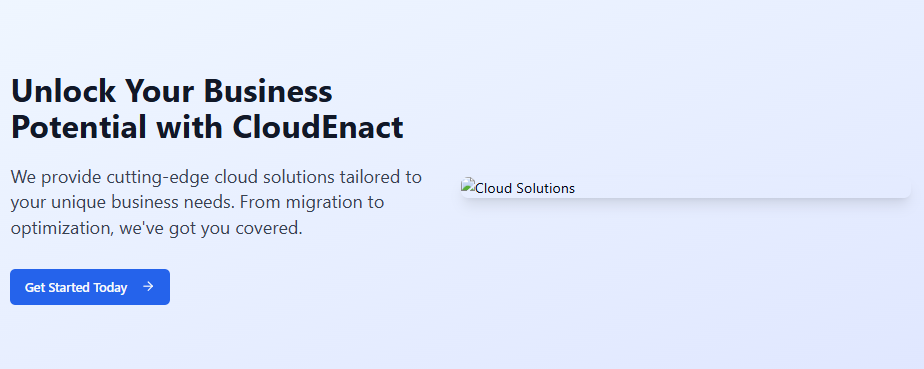 Unlock Your Business
Potential with CloudEnact
We provide cutting-edge cloud solutions tailored to
your unique business needs. From migration to
optimization, we've got you covered.
Get Started Today
Cloud Solutions